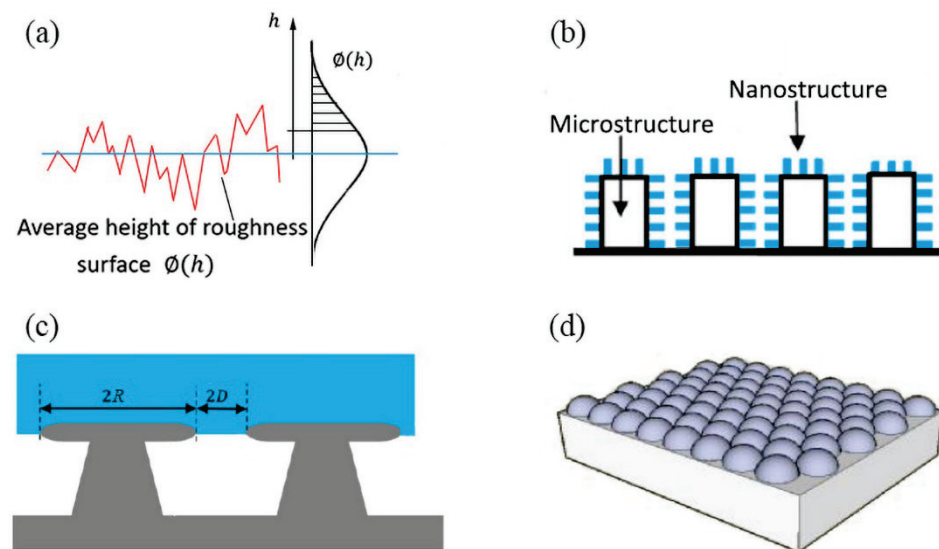 (a)
h
Ø(h)
Average height of roughness
surface Ø(h)
(b)
Nanostructure
Microstructure
(c)
2R
2D
(d)